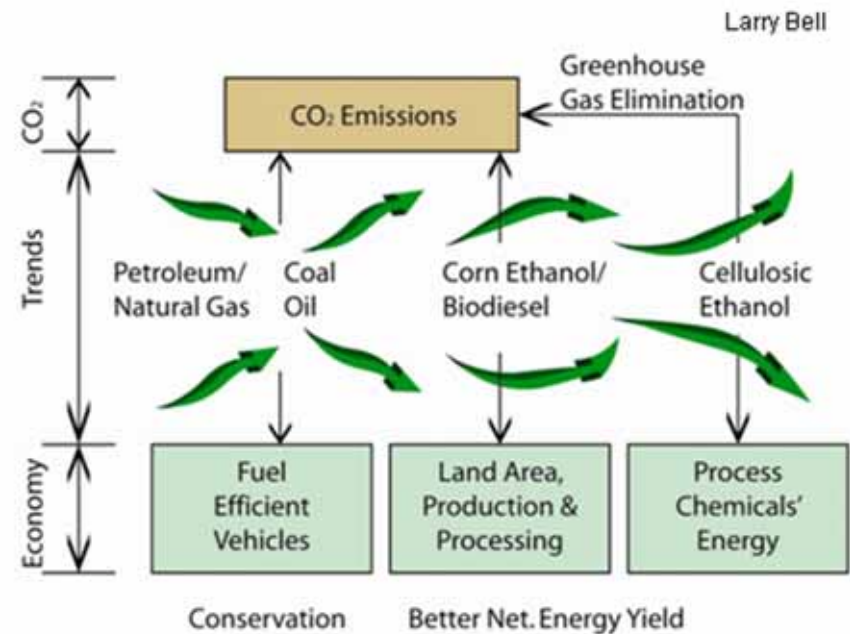 Larry Bell
Greenhouse
Gas Elimination
CO₂
CO₂ Emissions
Trends
Petroleum/
Natural Gas
Coal
Oil
Corn Ethanol/
Biodiesel
Cellulosic
Ethanol
Economy
Fuel
Efficient
Vehicles
Land Area,
Production &
Processing
Process
Chemicals'
Energy
Conservation
Better Net. Energy Yield